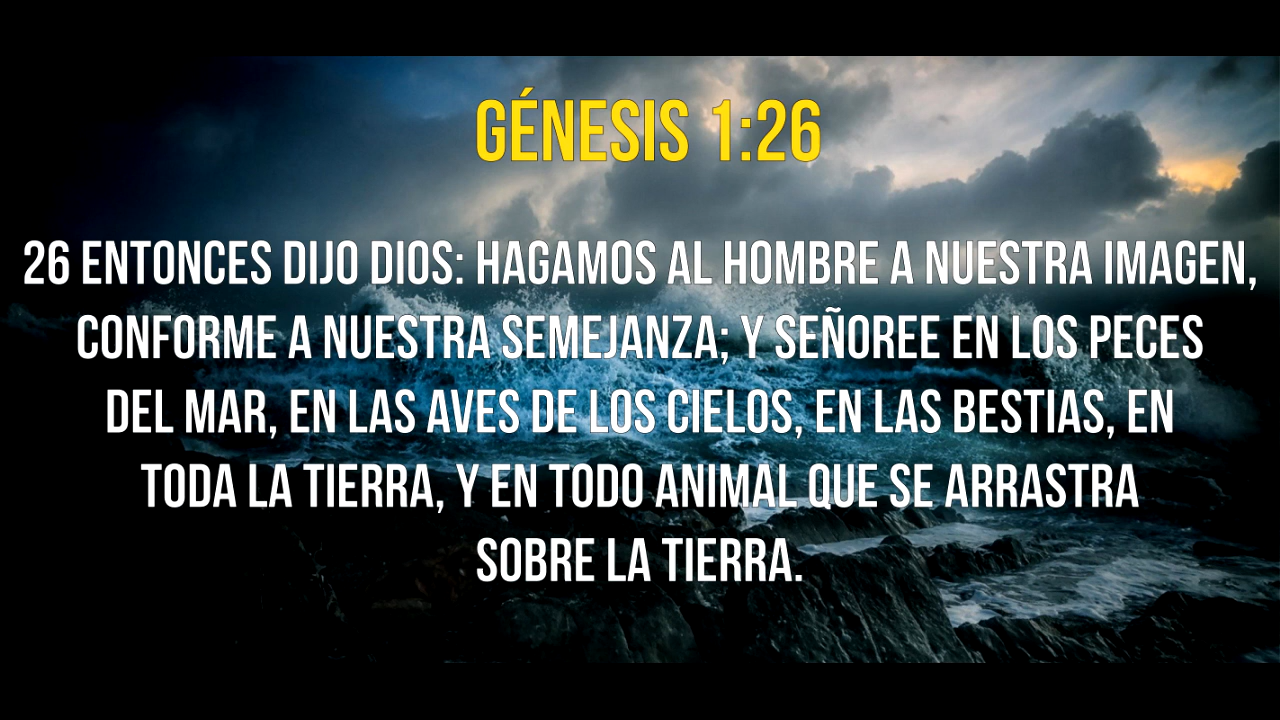 GÉNESIS 1:26
26 ENTONCES DIJO DIOS: HAGAMOS AL HOMBRE A NUESTRA IMAGEN,
CONFORME A NUESTRA SEMEJANZA; Y SEÑOREE EN LOS PECES
DEL MAR, EN LAS AVES DE LOS CIELOS, EN LAS BESTIAS, EN
TODA LA TIERRA, Y EN TODO ANIMAL QUE SE ARRASTRA
SOBRE LA TIERRA.